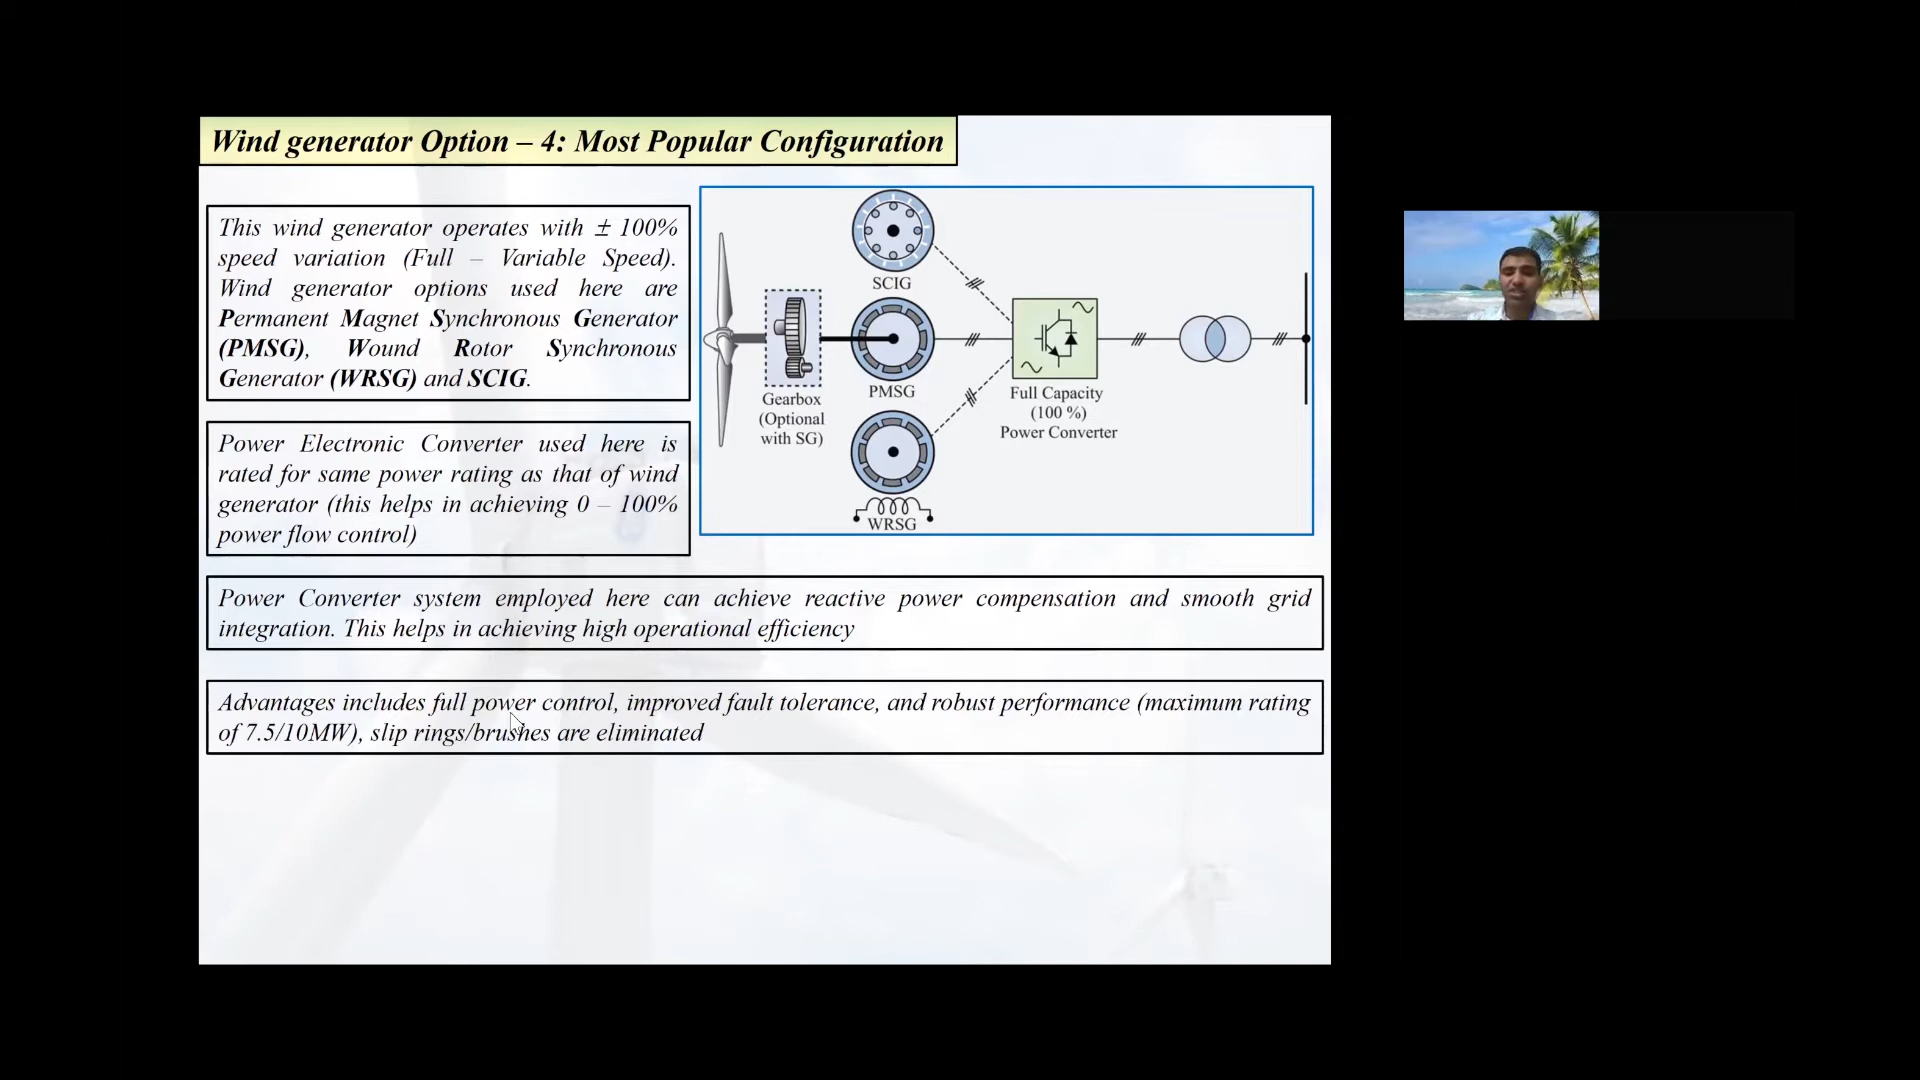 Wind generator Option – 4: Most Popular Configuration
This wind generator operates with ± 100%
speed variation (Full – Variable Speed).
Wind generator options used here are
Permanent Magnet Synchronous Generator
(PMSG), Wound Rotor Synchronous
Generator (WRSG) and SCIG.
Power Electronic Converter used here is
rated for same power rating as that of wind
generator (this helps in achieving 0 – 100%
power flow control)
SCIG
PMSG
WRSG
Gearbox
(Optional
with SG)
Full Capacity
(100 %)
Power Converter
Power Converter system employed here can achieve reactive power compensation and smooth grid
integration. This helps in achieving high operational efficiency
Advantages includes full power control, improved fault tolerance, and robust performance (maximum rating
of 7.5/10MW), slip rings/brushes are eliminated